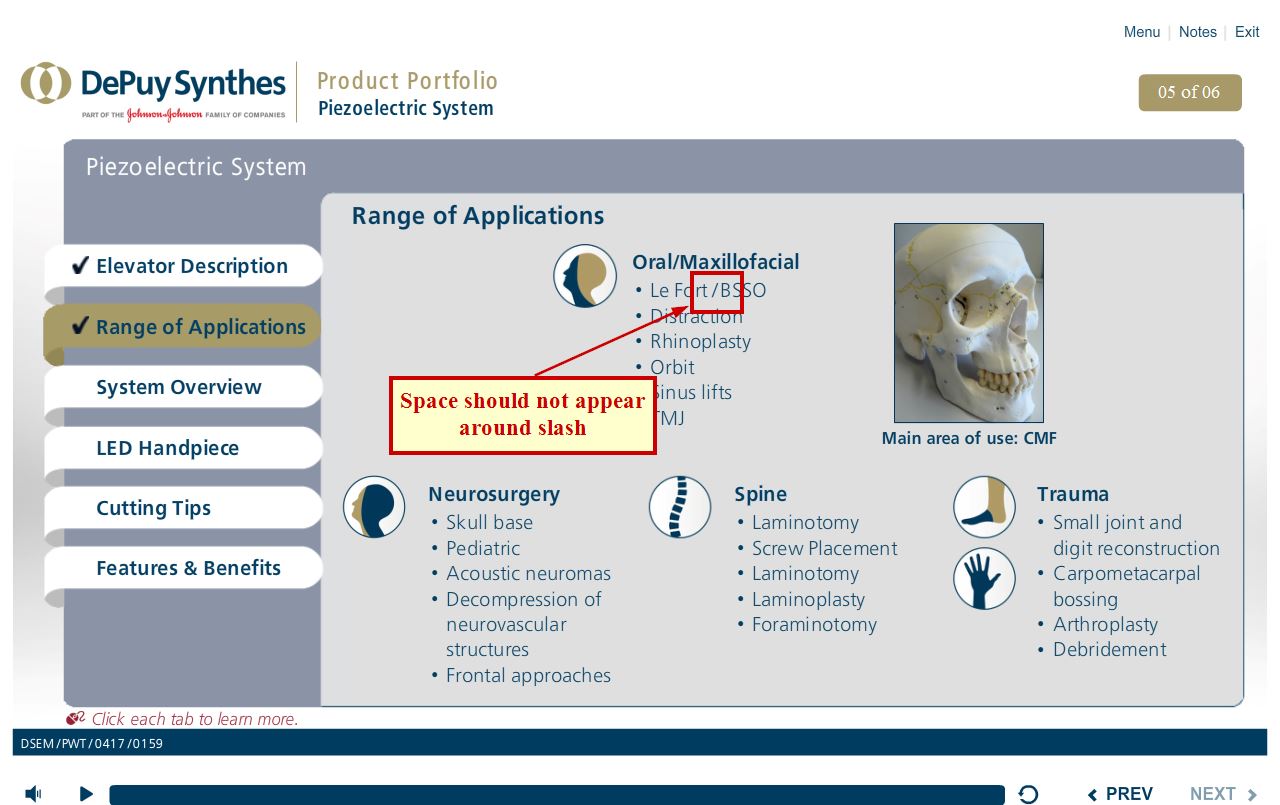 Menu | Notes | Exit
DePuy Synthes
PART OF THE Johnson & Johnson FAMILY OF COMPANIES
Product Portfolio
Piezoelectric System
05 of 06
Piezoelectric System
Elevator Description
Range of Applications
System Overview
LED Handpiece
Cutting Tips
Features & Benefits
Range of Applications
Oral/Maxillofacial
• Le Fort /BSSO
• Distraction
• Rhinoplasty
• Orbit
Sinus lifts
TMJ
Space should not appear
around slash
Main area of use: CMF
Neurosurgery
• Skull base
• Pediatric
• Acoustic neuromas
• Decompression of
neurovascular
structures
• Frontal approaches
Spine
• Laminotomy
• Screw Placement
• Laminotomy
• Laminoplasty
• Foraminotomy
Trauma
• Small joint and
digit reconstruction
• Carpometacarpal
bossing
• Arthroplasty
• Debridement
Click each tab to learn more.
DSEM/PWT/0417/0159
PREV
NEXT